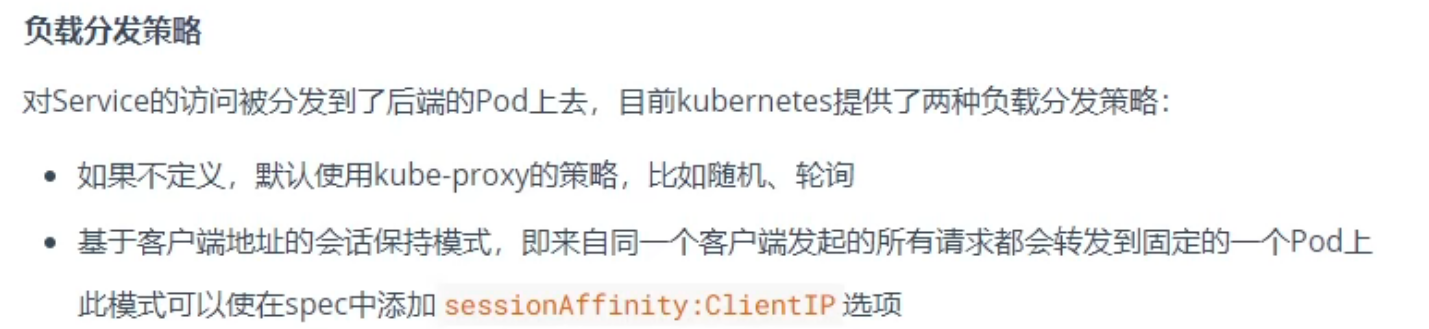 负载分发策略
对Service的访问被分发到了后端的Pod上去，目前kubernetes提供了两种负载分发策略：
如果不定义，默认使用kube-proxy的策略，比如随机、轮询
基于客户端地址的会话保持模式，即来自同一个客户端发起的所有请求都会转发到固定的一个Pod上
此模式可以使在spec中添加 sessionAffinity:ClientIP 选项